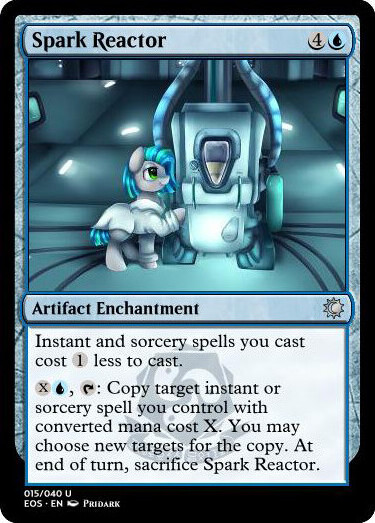 Spark Reactor 4
Artifact Enchantment
Instant and sorcery spells you cast
cost 1 less to cast.
X , : Copy target instant or
sorcery spell you control with
converted mana cost X. You may
choose new targets for the copy. At
end of turn, sacrifice Spark Reactor.
015/040 U
EOS • EN Pridark